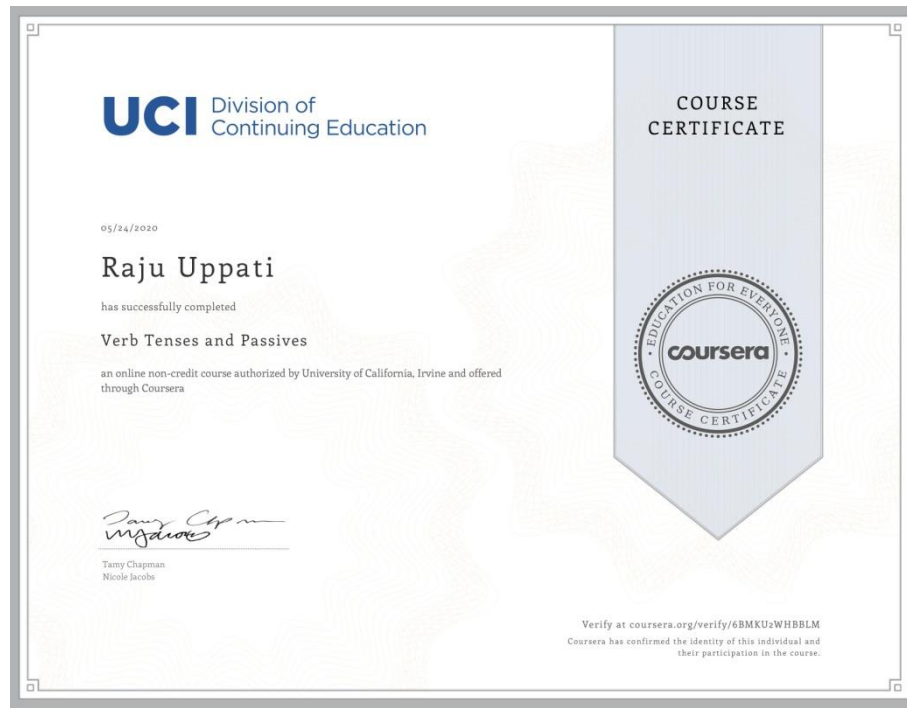 UCI Division of
Continuing Education
COURSE
CERTIFICATE
05/24/2020
Raju Uppati
has successfully completed
Verb Tenses and Passives
an online non-credit course authorized by University of California, Irvine and offered
through Coursera
EDUCATION FOR EVERYONE
coursera
COURSE CERTIFICATE
Tamy Chapman
Nicole Jacobs
Verify at coursera.org/verify/6BMKU2WHBBLM
Coursera has confirmed the identity of this individual and
their participation in the course.